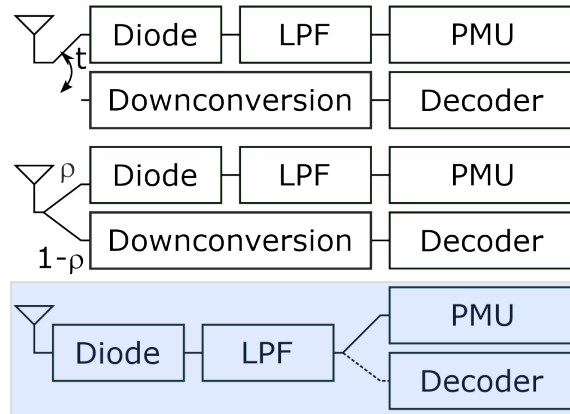 Diode LPF PMU
t
Downconversion Decoder
ρ
Diode LPF PMU
Downconversion Decoder
1-ρ
PMU
Diode LPF
Decoder